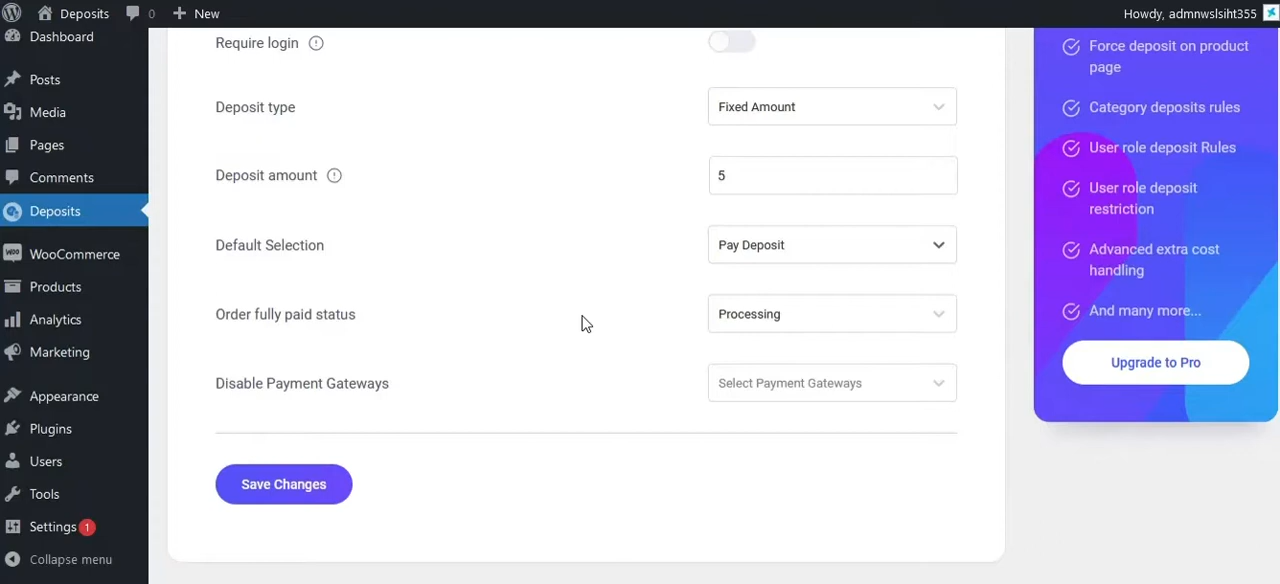 Deposits 0 New Howdy, admnwslsiht355
Dashboard
Posts
Media
Pages
Comments
Deposits
WooCommerce
Products
Analytics
Marketing
Appearance
Plugins
Users
Tools
Settings 1
Collapse menu
Require login
Deposit type Fixed Amount
Deposit amount 5
Default Selection Pay Deposit
Order fully paid status Processing
Disable Payment Gateways Select Payment Gateways
Save Changes
Force deposit on product
page
Category deposits rules
User role deposit Rules
User role deposit
restriction
Advanced extra cost
handling
And many more...
Upgrade to Pro